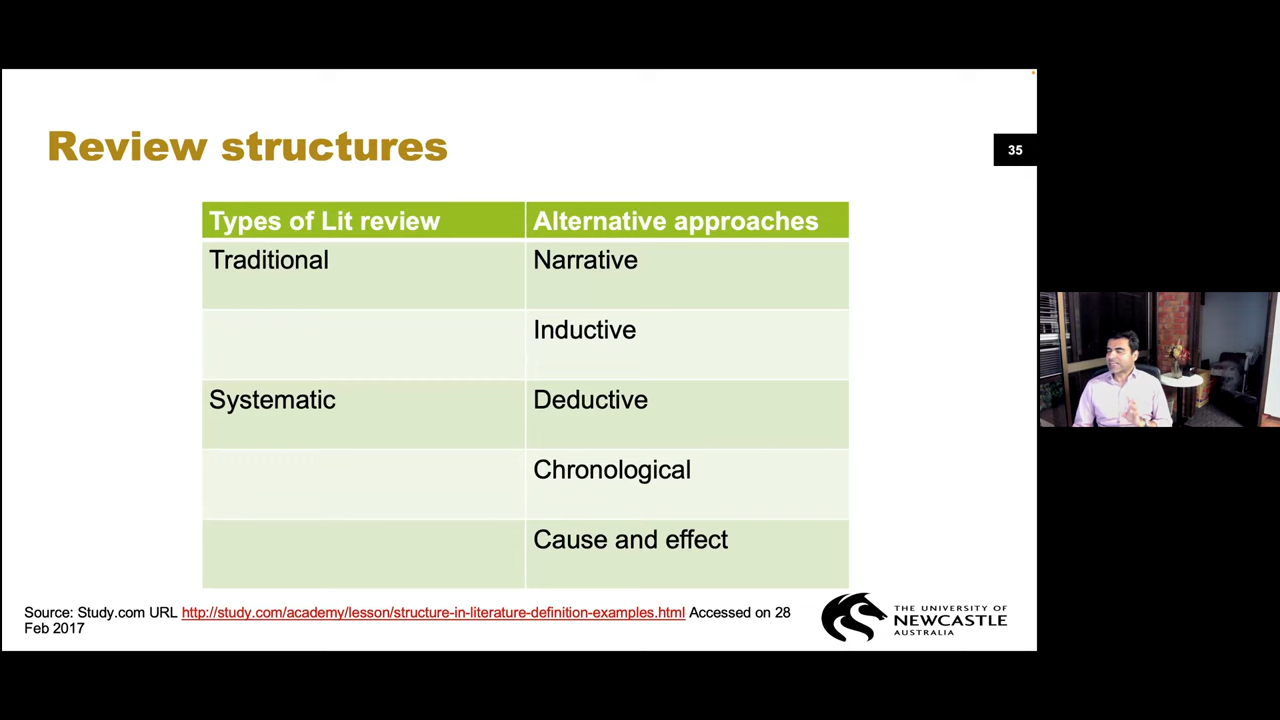 Review structures
35
Types of Lit review
Alternative approaches
Traditional
Narrative
Inductive
Systematic
Deductive
Chronological
Cause and effect
Source: Study.com URL http://study.com/academy/lesson/structure-in-literature-definition-examples.html Accessed on 28
Feb 2017
THE UNIVERSITY OF
NEWCASTLE
AUSTRALIA